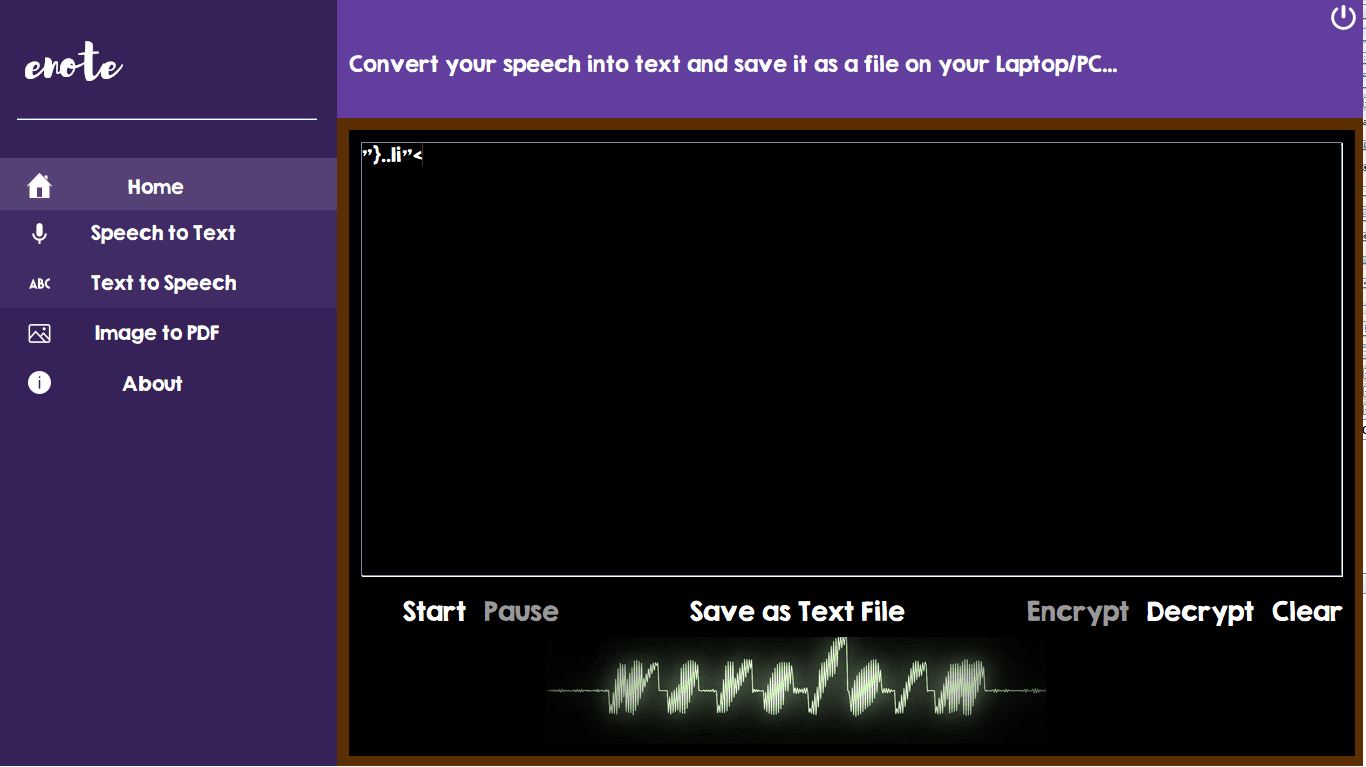 enote
Convert your speech into text and save it as a file on your Laptop/PC...
Home
Speech to Text
ABC Text to Speech
Image to PDF
i About
"}..li"<
Start Pause Save as Text File Encrypt Decrypt Clear